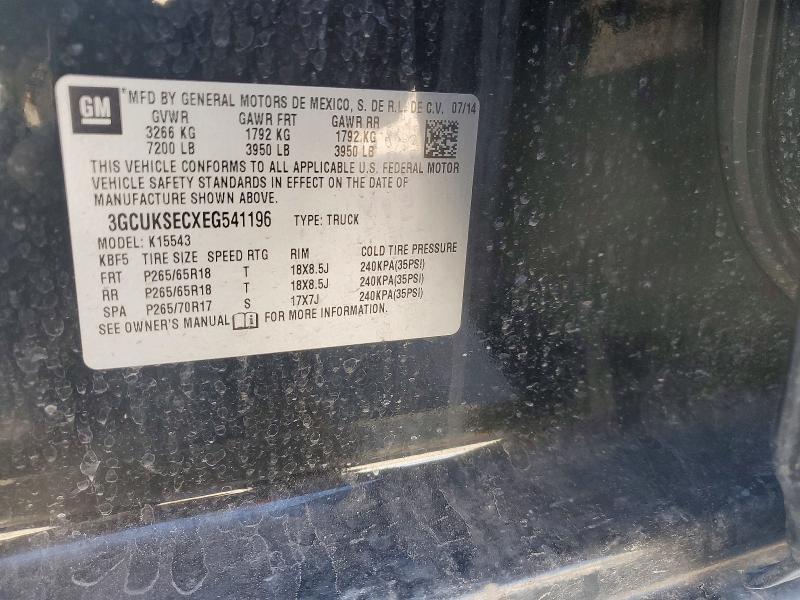 GM
*MFD BY GENERAL MOTORS DE MEXICO, S. DE R.L. DE C.V. 07/14
GVWR GAWR FRT GAWR RR
3266 KG 1792 KG 1792 KG
7200 LB 3950 LB 3950 LB
THIS VEHICLE CONFORMS TO ALL APPLICABLE U.S. FEDERAL MOTOR
VEHICLE SAFETY STANDARDS IN EFFECT ON THE DATE OF
MANUFACTURE SHOWN ABOVE.
3GCUKSECXEG541196 TYPE: TRUCK
MODEL: K15543
KBF5 TIRE SIZE SPEED RTG RIM COLD TIRE PRESSURE
FRT P265/65R18 T 18X8.5J 240KPA(35PSI)
RR P265/65R18 T 18X8.5J 240KPA(35PSI)
SPA P265/70R17 S 17X7J 240KPA(35PSI)
SEE OWNER'S MANUAL i FOR MORE INFORMATION.